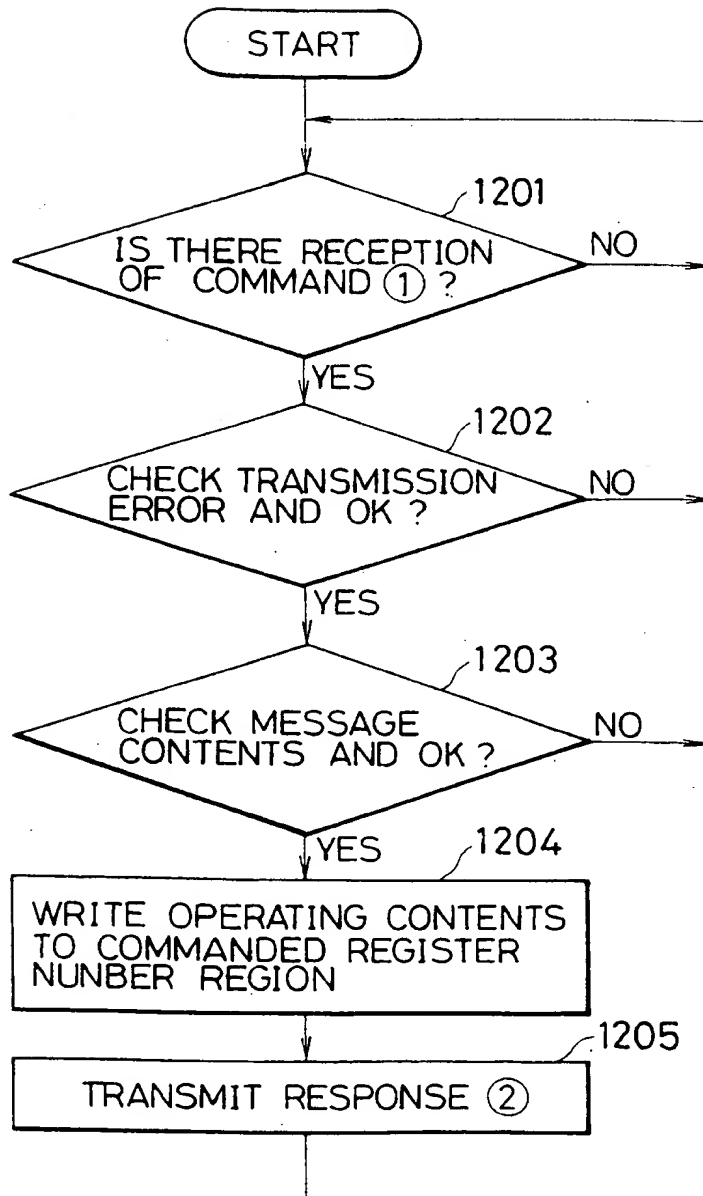 START
1201
IS THERE RECEPTION
OF COMMAND ① ?
NO
YES
1202
CHECK TRANSMISSION
ERROR AND OK ?
NO
YES
1203
CHECK MESSAGE
CONTENTS AND OK ?
NO
YES
1204
WRITE OPERATING CONTENTS
TO COMMANDED REGISTER
NUNBER REGION
1205
TRANSMIT RESPONSE ②